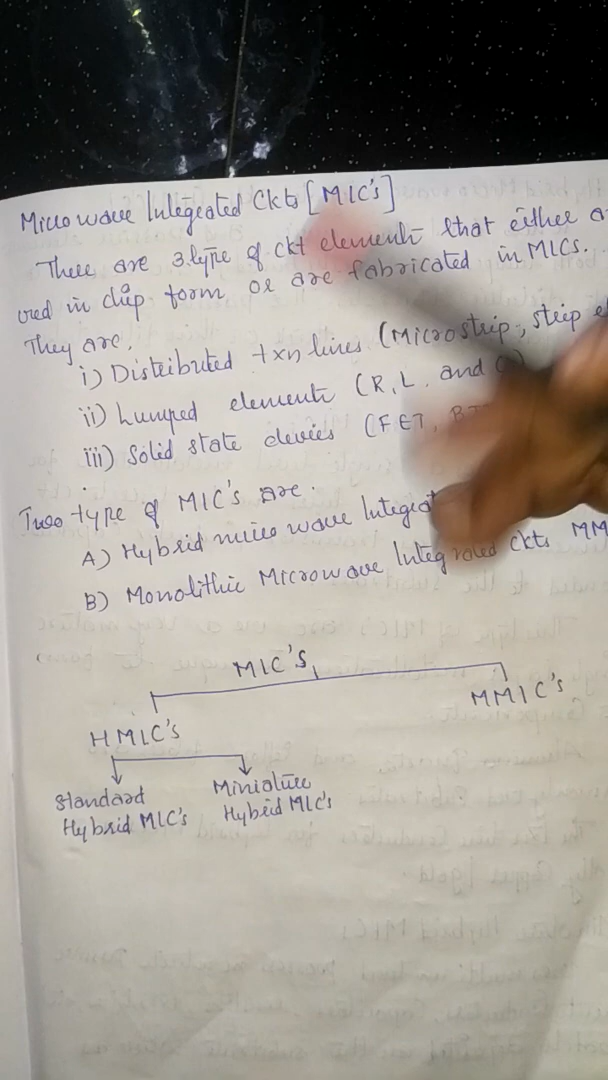 Microwave Integrated Ckts [MIC's]
There are 3 type of ckt elements that either a
used in chip form or are fabricated in MICs.
They are.
i) Distributed txn lines (Microstrip, strip
ii) Lumped elements (R, L, and
iii) Solid state devices (FET,
Two type of MIC's are.
A) Hybrid micro wave Integrat
B) Monolithic Microwave Integrated Ckts MM
MIC'S,
HMIC's
MMIC's
Standard
Hybrid MIC's
Miniature
Hybrid MIC's